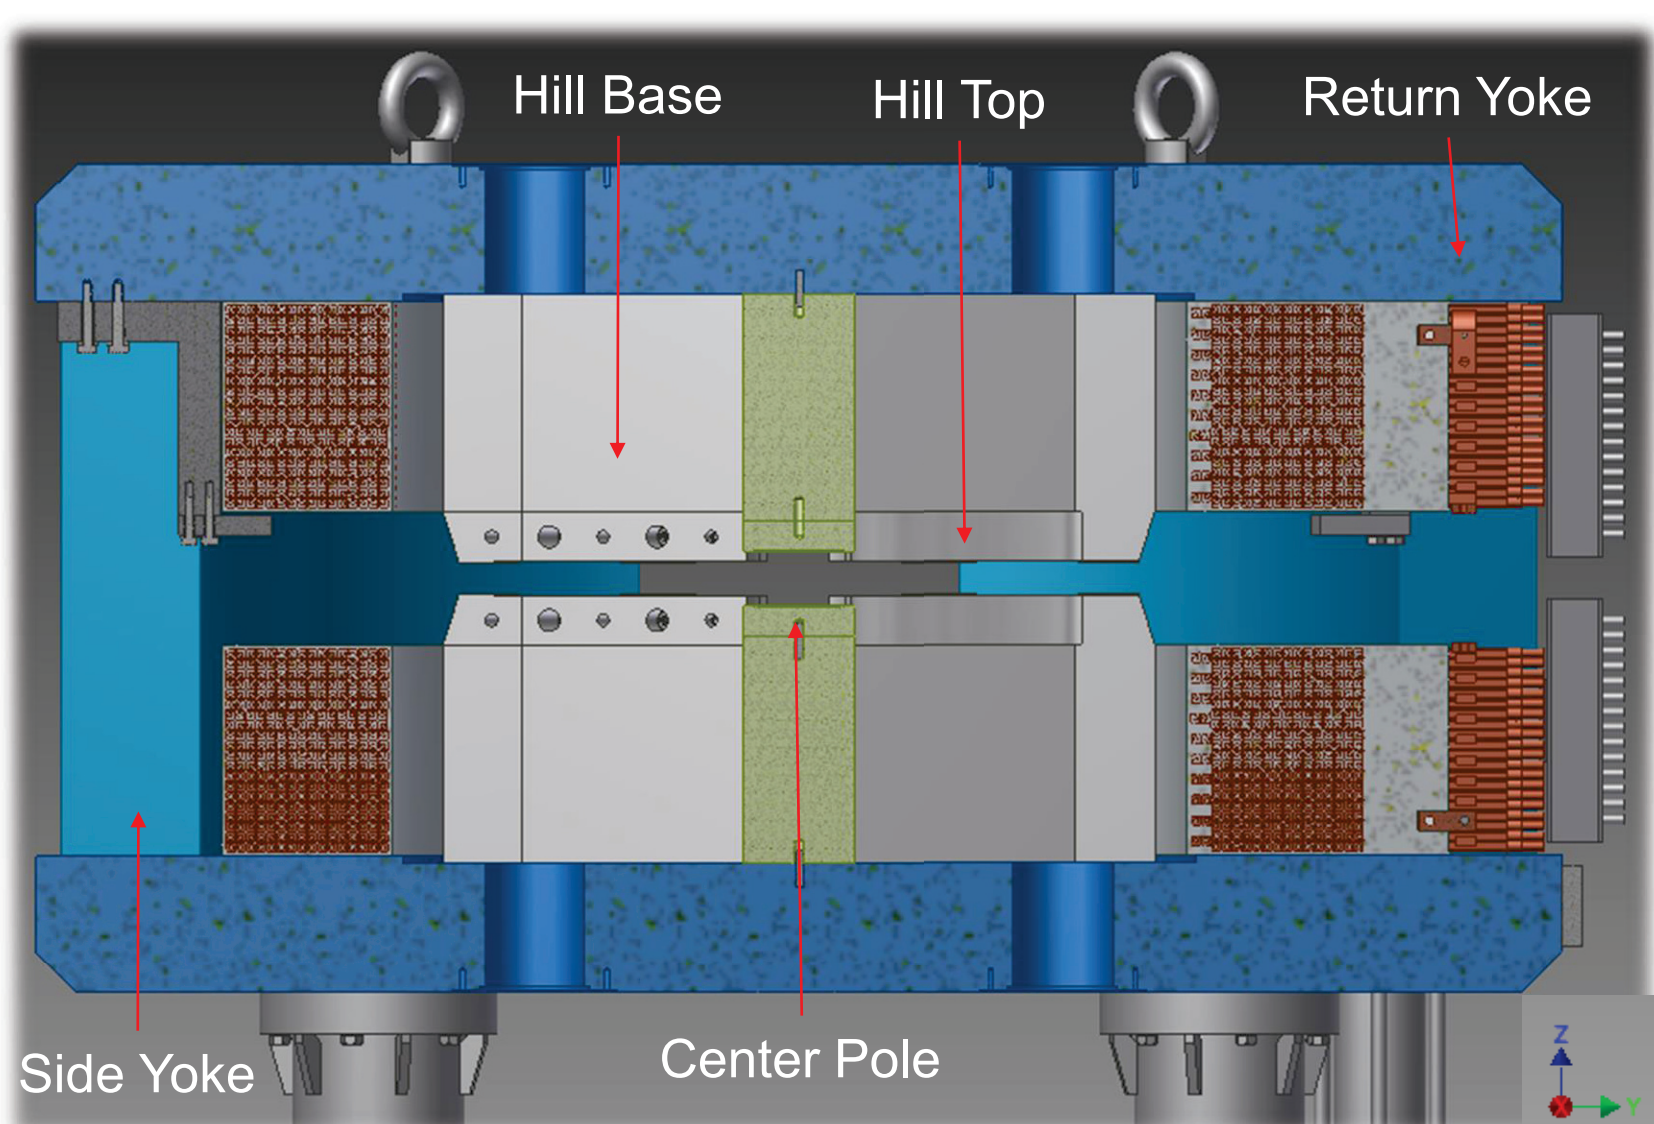 Hill Base
Hill Top
Return Yoke
Side Yoke
Center Pole
Z
X
Y